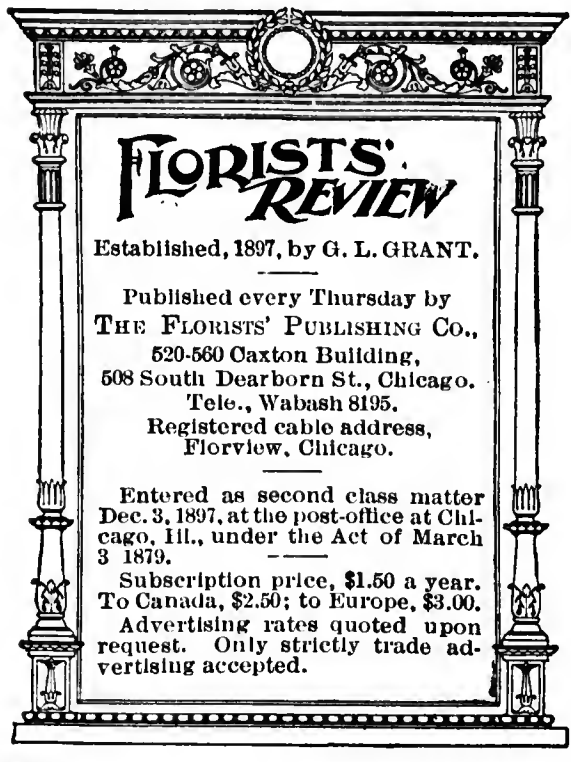 FLORISTS'
REVIEW
Established, 1897, by G. L. GRANT.
Published every Thursday by
THE FLORISTS' PUBLISHING CO.,
520-560 Caxton Building,
508 South Dearborn St., Chicago.
Tele., Wabash 8195.
Registered cable address,
Florview, Chicago.
Entered as second class matter
Dec. 3, 1897, at the post-office at Chi-
cago, Ill., under the Act of March
3 1879.
Subscription price, $1.50 a year.
To Canada, $2.50; to Europe, $3.00.
Advertising rates quoted upon
request. Only strictly trade ad-
vertising accepted.